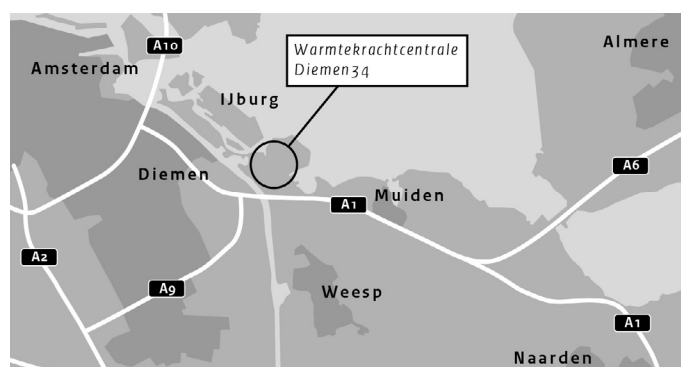 A10
Warmtekrachtcentrale
Diemen34
Almere
Amsterdam
IJburg
A6
Diemen
Muiden
A1
A2
A9
Weesp
A1
Naarden